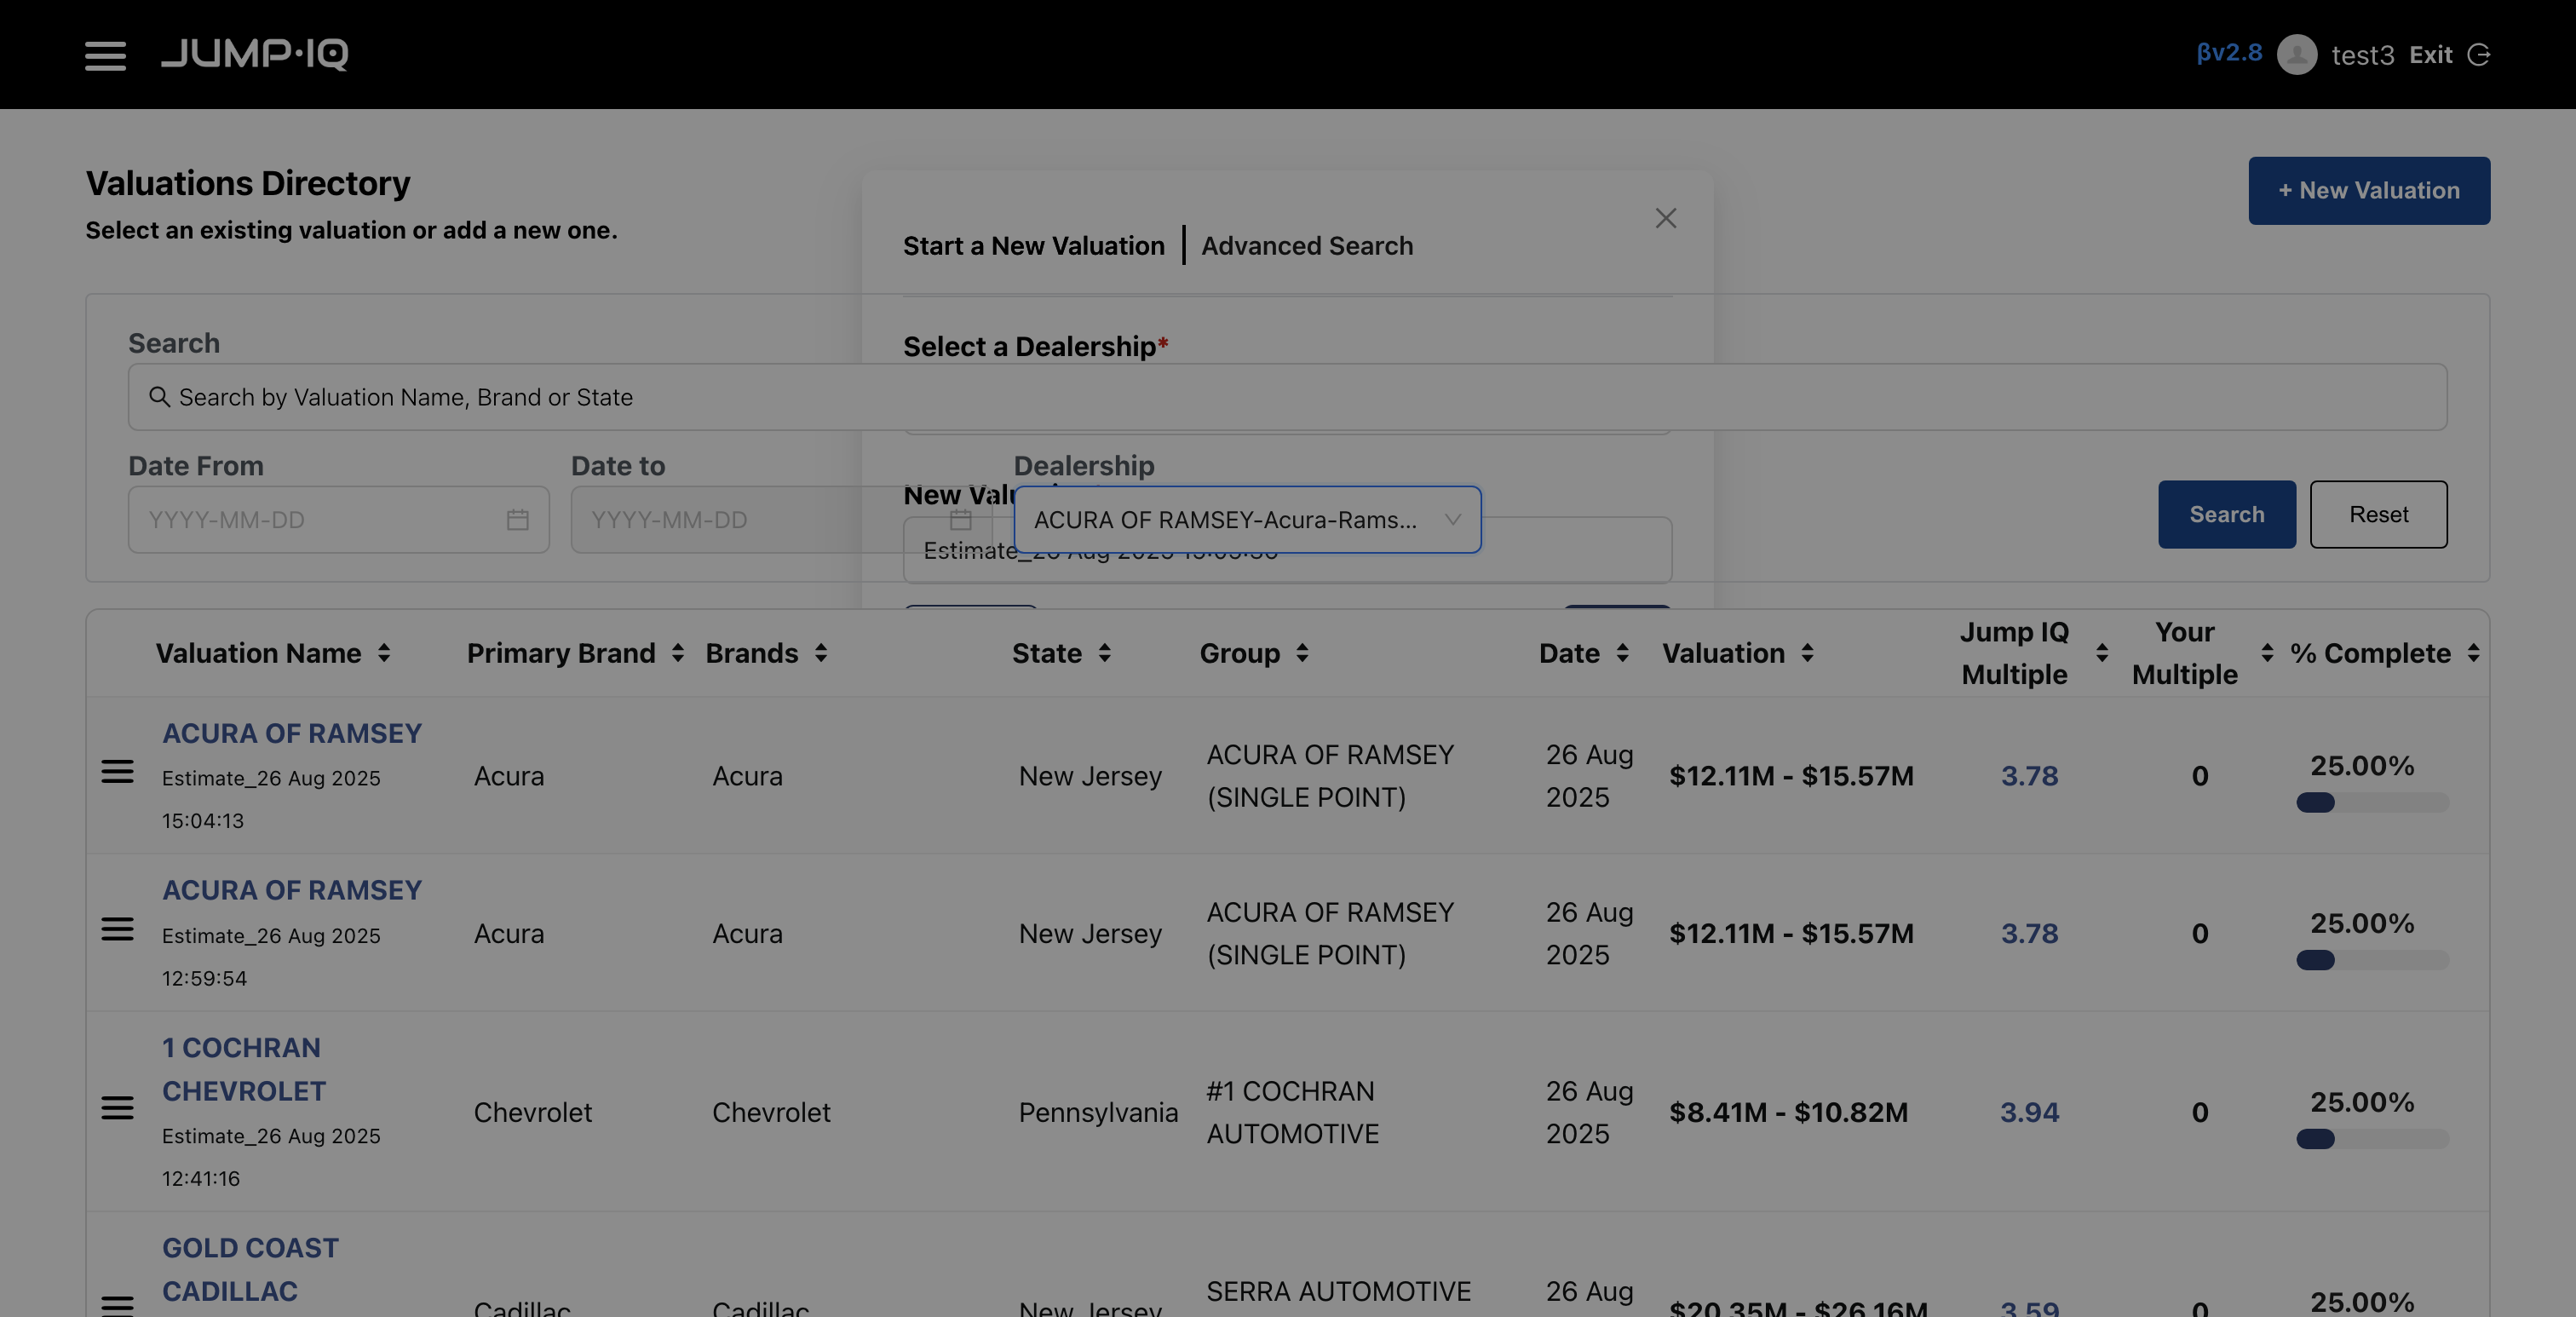 JUMP·IQ
βv2.8 test3 Exit
Valuations Directory
+ New Valuation
Select an existing valuation or add a new one.
Start a New Valuation | Advanced Search
Search
Select a Dealership*
Search by Valuation Name, Brand or State
Date From
Date to
Dealership
YYYY-MM-DD
YYYY-MM-DD
New
ACURA OF RAMSEY-Acura-Rams...
Search
Reset
Estimate_26 Aug 2025
Valuation Name
Primary Brand
Brands
State
Group
Date
Valuation
Jump IQ
Multiple
Your
Multiple
% Complete
ACURA OF RAMSEY
Estimate_26 Aug 2025
15:04:13
Acura
Acura
New Jersey
ACURA OF RAMSEY
(SINGLE POINT)
26 Aug
2025
$12.11M - $15.57M
3.78
0
25.00%
ACURA OF RAMSEY
Estimate_26 Aug 2025
12:59:54
Acura
Acura
New Jersey
ACURA OF RAMSEY
(SINGLE POINT)
26 Aug
2025
$12.11M - $15.57M
3.78
0
25.00%
1 COCHRAN
CHEVROLET
Estimate_26 Aug 2025
12:41:16
Chevrolet
Chevrolet
Pennsylvania
#1 COCHRAN
AUTOMOTIVE
26 Aug
2025
$8.41M - $10.82M
3.94
0
25.00%
GOLD COAST
CADILLAC
Cadillac
Cadillac
New Jersey
SERRA AUTOMOTIVE
26 Aug
$20.35M - $26.16M
3.59
0
25.00%